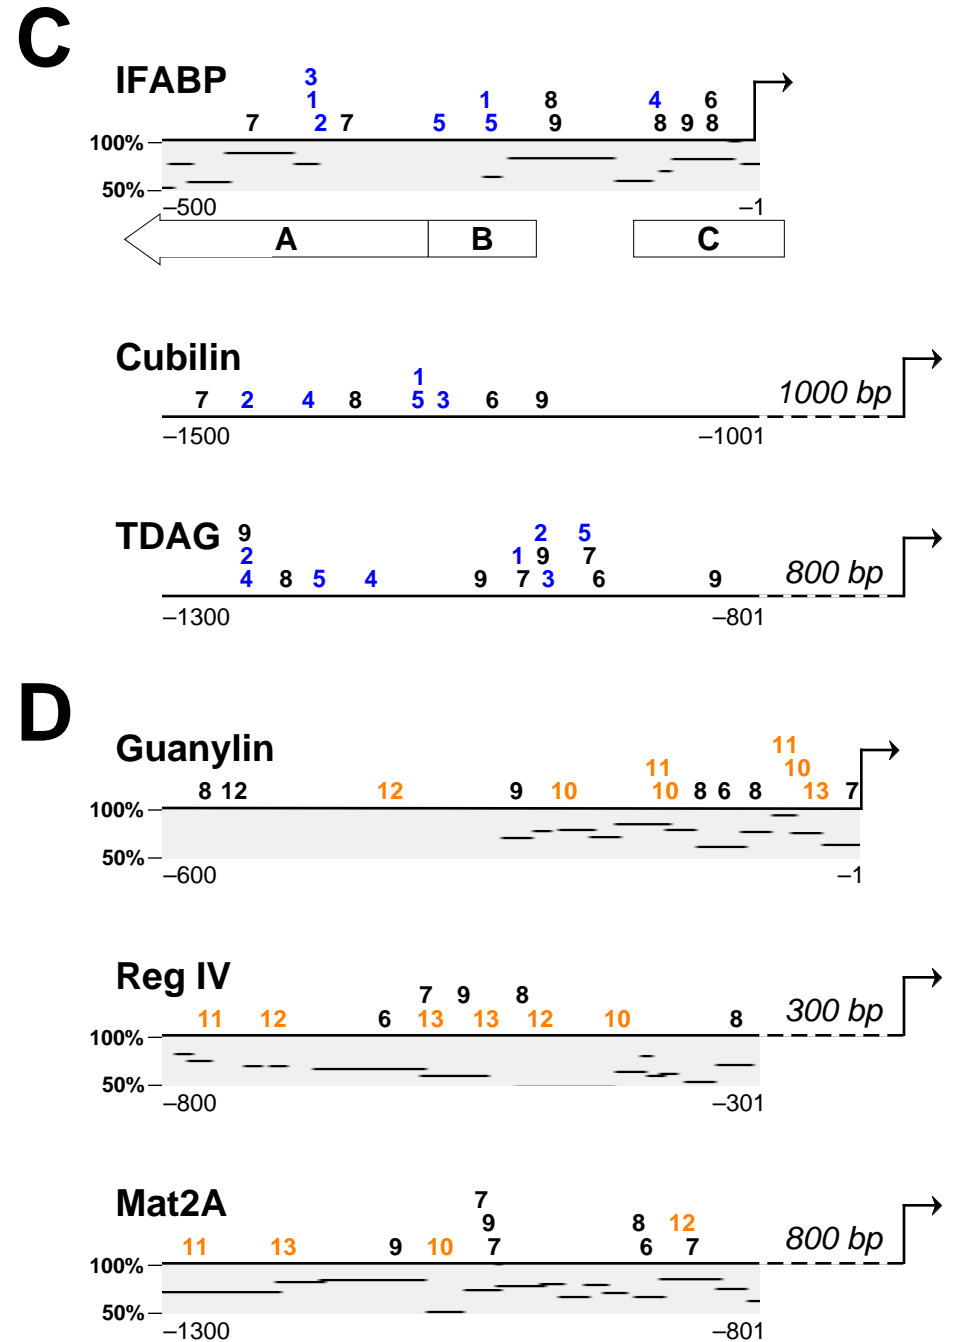 C
IFABP
3
1 1 8 4 6
7 2 7 5 5 9 8 9 8
100%
50%
–500 –1
A B C
Cubilin
1
7 2 4 8 5 3 6 9
1000 bp
–1500 –1001
TDAG
9 2 5
2 1 9 7
4 8 5 4 9 7 3 6 9
800 bp
–1300 –801
D
Guanylin
11
11 10
8 12 12 9 10 10 8 6 8 13 7
100%
50%
–600 –1
Reg IV
7 9 8
11 12 6 13 13 12 10 8
300 bp
100%
50%
–800 –301
Mat2A
7
9 8 12
11 13 9 10 7 6 7
800 bp
100%
50%
–1300 –801